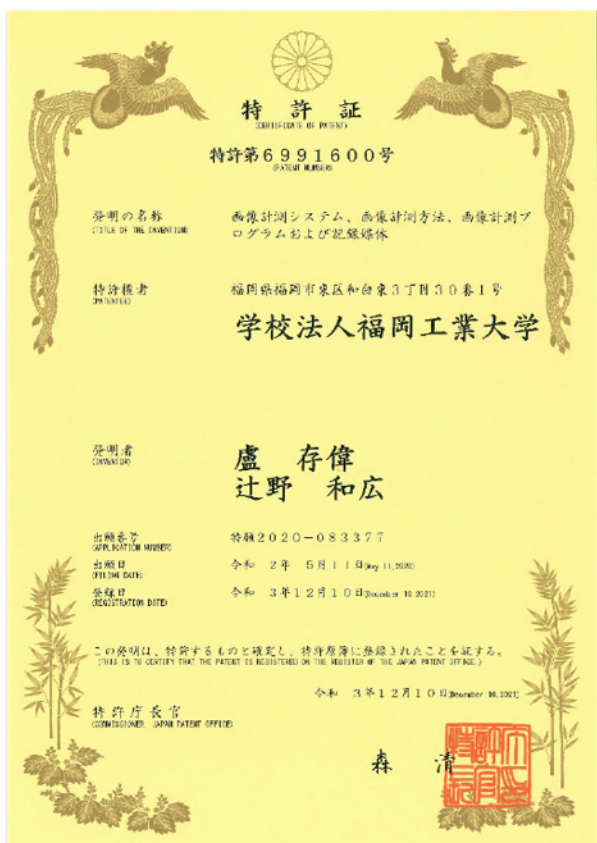 特許証
(CERTIFICATE OF PATENT)
特許第6991600号
(PATENT NUMBER)
発明の名称
(TITLE OF THE INVENTION)
画像計測システム、画像計測方法、画像計測プ
ログラムおよび記録媒体
特許権者
(PATENTEE)
福岡県福岡市東区和白東3丁目30番1号
学校法人福岡工業大学
発明者
(INVENTOR)
盧 存偉
辻野 和広
出願番号
(APPLICATION NUMBER)
特願2020-083377
出願日
(FILING DATE)
令和 2年 5月11日(May 11,2020)
登録日
(REGISTRATION DATE)
令和 3年12月10日(December 10,2021)
この発明は、特許するものと確定し、特許原簿に登録されたことを証する。
(THIS IS TO CERTIFY THAT THE PATENT IS REGISTERED ON THE REGISTER OF THE JAPAN PATENT OFFICE.)
令和 3年12月10日(December 10,2021)
特許庁長官
(COMMISSIONER, JAPAN PATENT OFFICE)
森 清